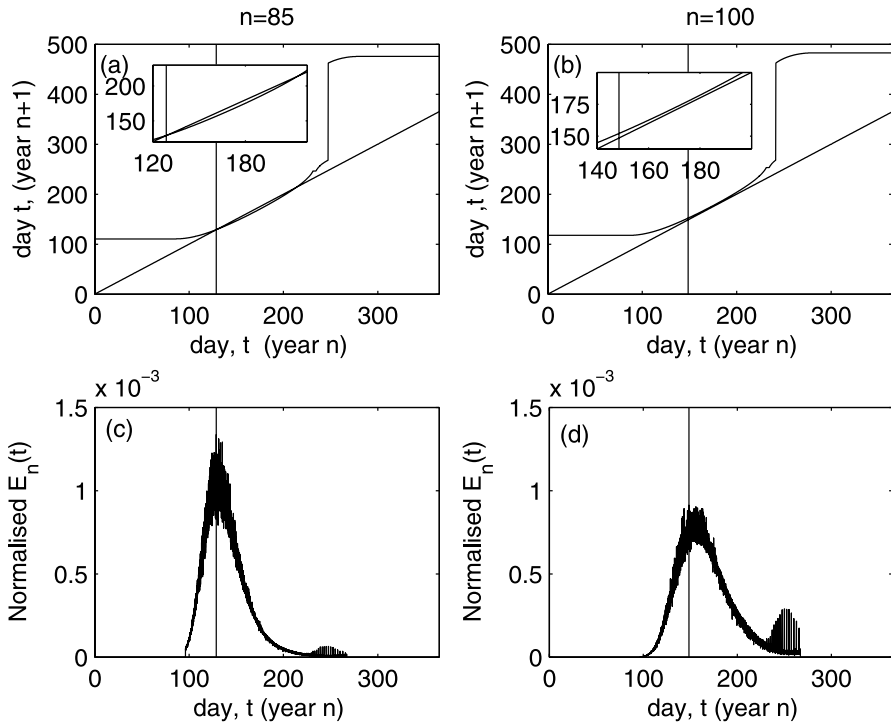 n=85
n=100
(a)
500
400
300
200
100
0
day t, (year n+1)
200
150
120
180
0
100
200
300
day, t (year n)
(b)
500
400
300
200
100
0
day ,t (year n+1)
175
150
140
160
180
0
100
200
300
day, t (year n)
x 10^-3
(c)
1.5
1
0.5
0
Normalised E_n(t)
0
100
200
300
day, t (year n)
x 10^-3
(d)
1.5
1
0.5
0
Normalised E_n(t)
0
100
200
300
day, t (year n)